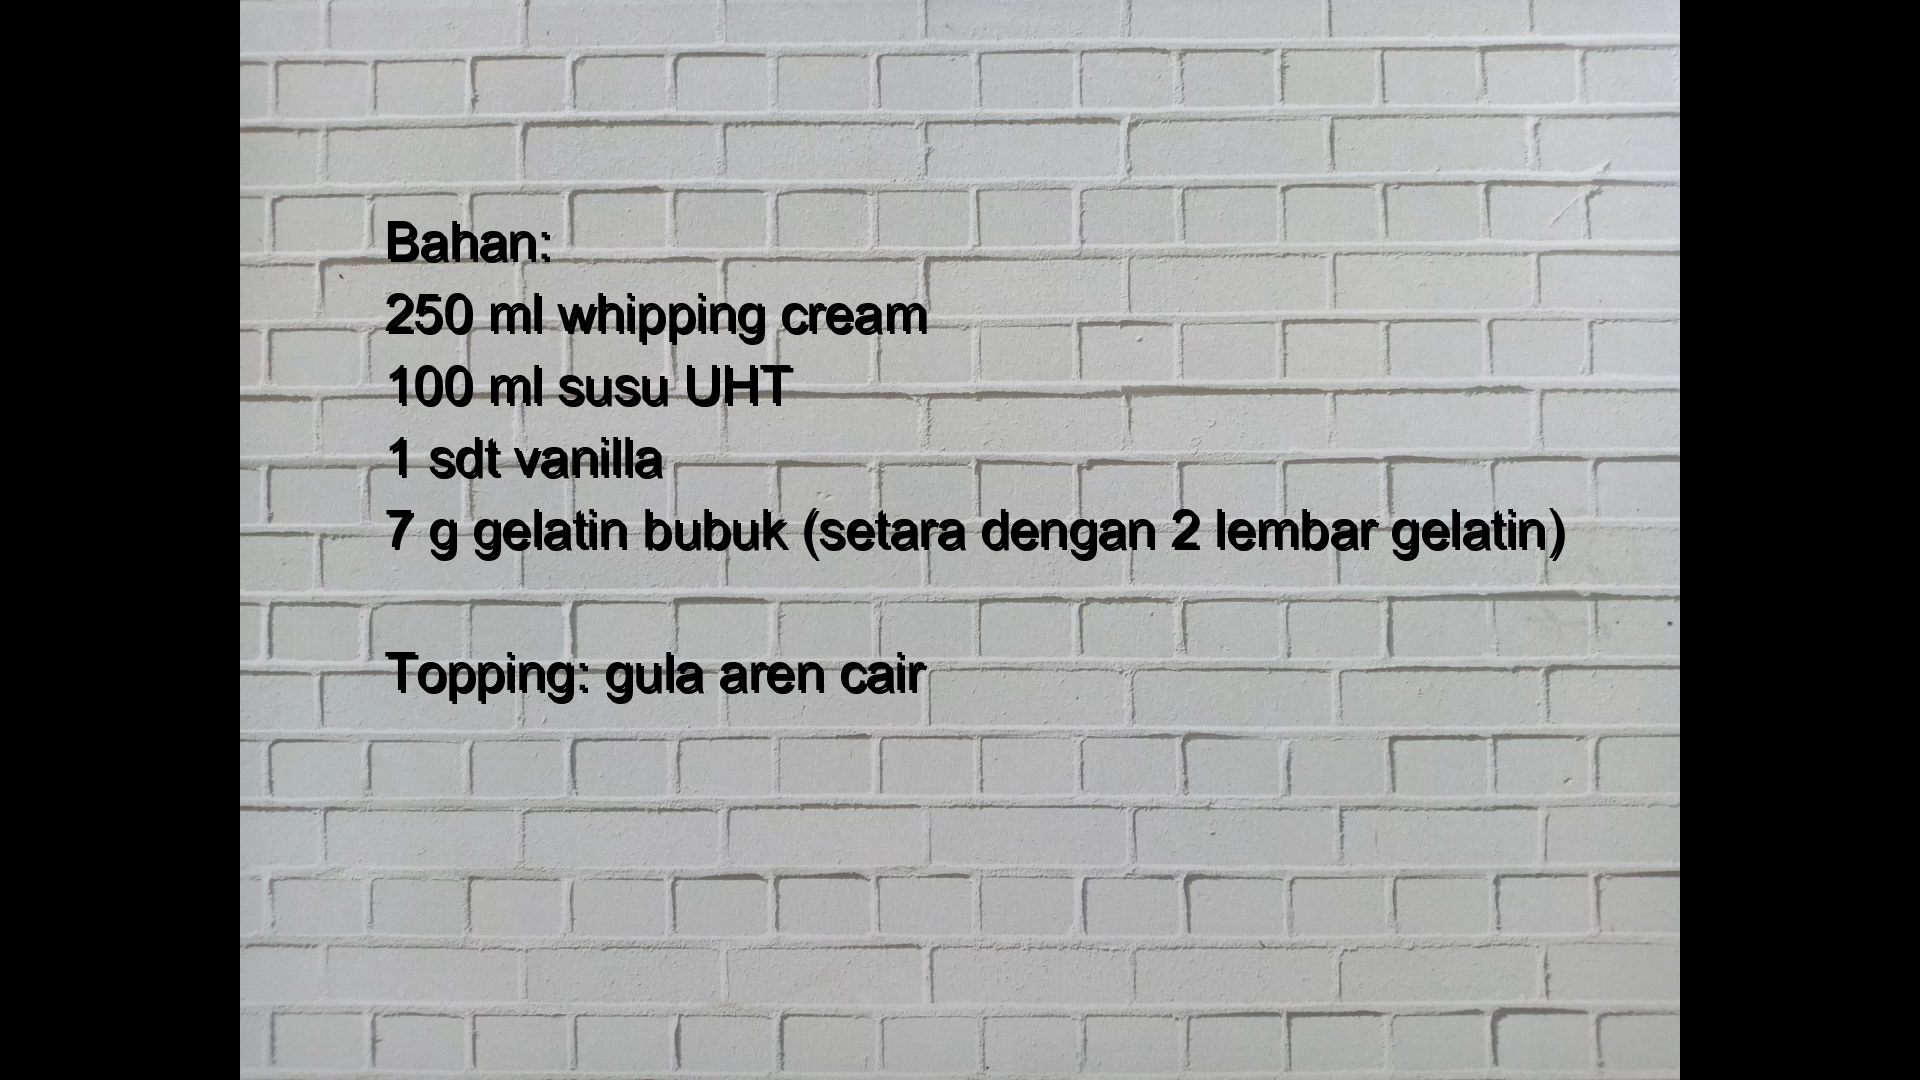 Bahan:
250 ml whipping cream
100 ml susu UHT
1 sdt vanilla
7 g gelatin bubuk (setara dengan 2 lembar gelatin)
Topping: gula aren cair